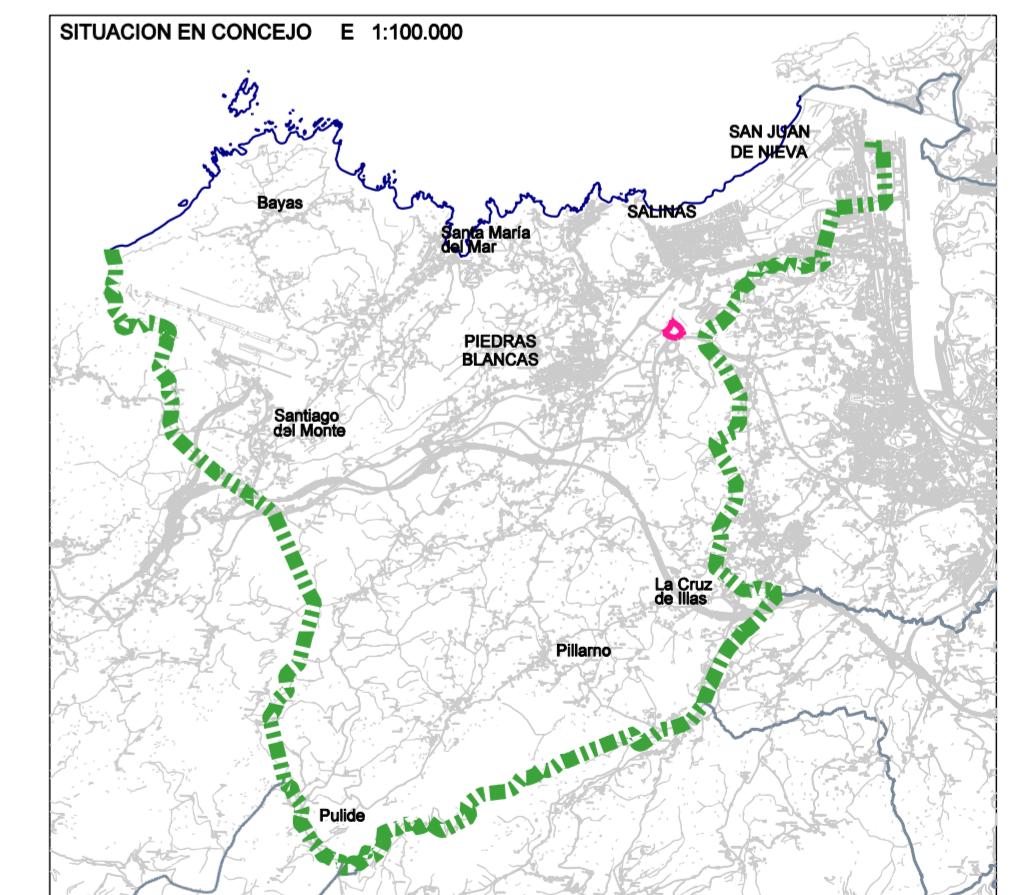 SITUACION EN CONCEJO E 1:100.000
SAN JUAN
DE NIEVA
Bayas
SALINAS
Santa María
del Mar
PIEDRAS
BLANCAS
Santiago
del Monte
La Cruz
de Illas
Pillarno
Pulide